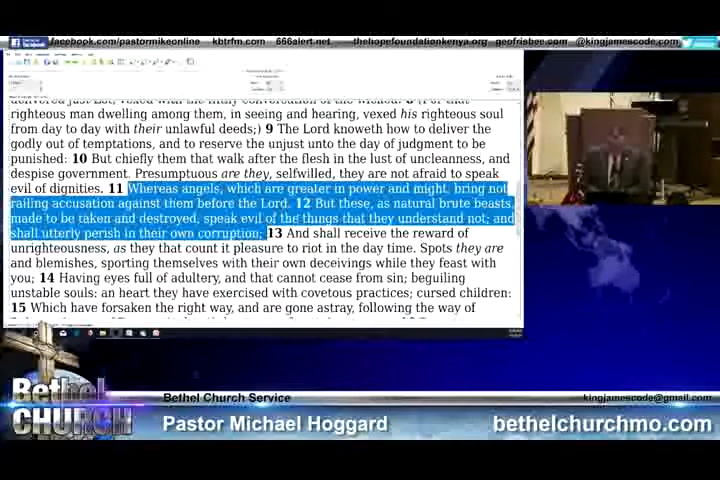 facebook.com/pastormikeonline kbtrfm.com 666alert.net thehopefoundationkenya.org geofrisbee.com @kingjamescode.com
righteous man dwelling among them, in seeing and hearing, vexed his righteous soul
from day to day with their unlawful deeds;) 9 The Lord knoweth how to deliver the
godly out of temptations, and to reserve the unjust unto the day of judgment to be
punished: 10 But chiefly them that walk after the flesh in the lust of uncleanness, and
despise government. Presumptuous are they, selfwilled, they are not afraid to speak
evil of dignities. 11 Whereas angels, which are greater in power and might, bring not
railing accusation against them before the Lord. 12 But these, as natural brute beasts,
made to be taken and destroyed, speak evil of the things that they understand not; and
shall utterly perish in their own corruption; 13 And shall receive the reward of
unrighteousness, as they that count it pleasure to riot in the day time. Spots they are
and blemishes, sporting themselves with their own deceivings while they feast with
you; 14 Having eyes full of adultery, and that cannot cease from sin; beguiling
unstable souls: an heart they have exercised with covetous practices; cursed children:
15 Which have forsaken the right way, and are gone astray, following the way of
Bethel
CHURCH
Bethel Church Service
kingjamescode@gmail.com
Pastor Michael Hoggard
bethelchurchmo.com